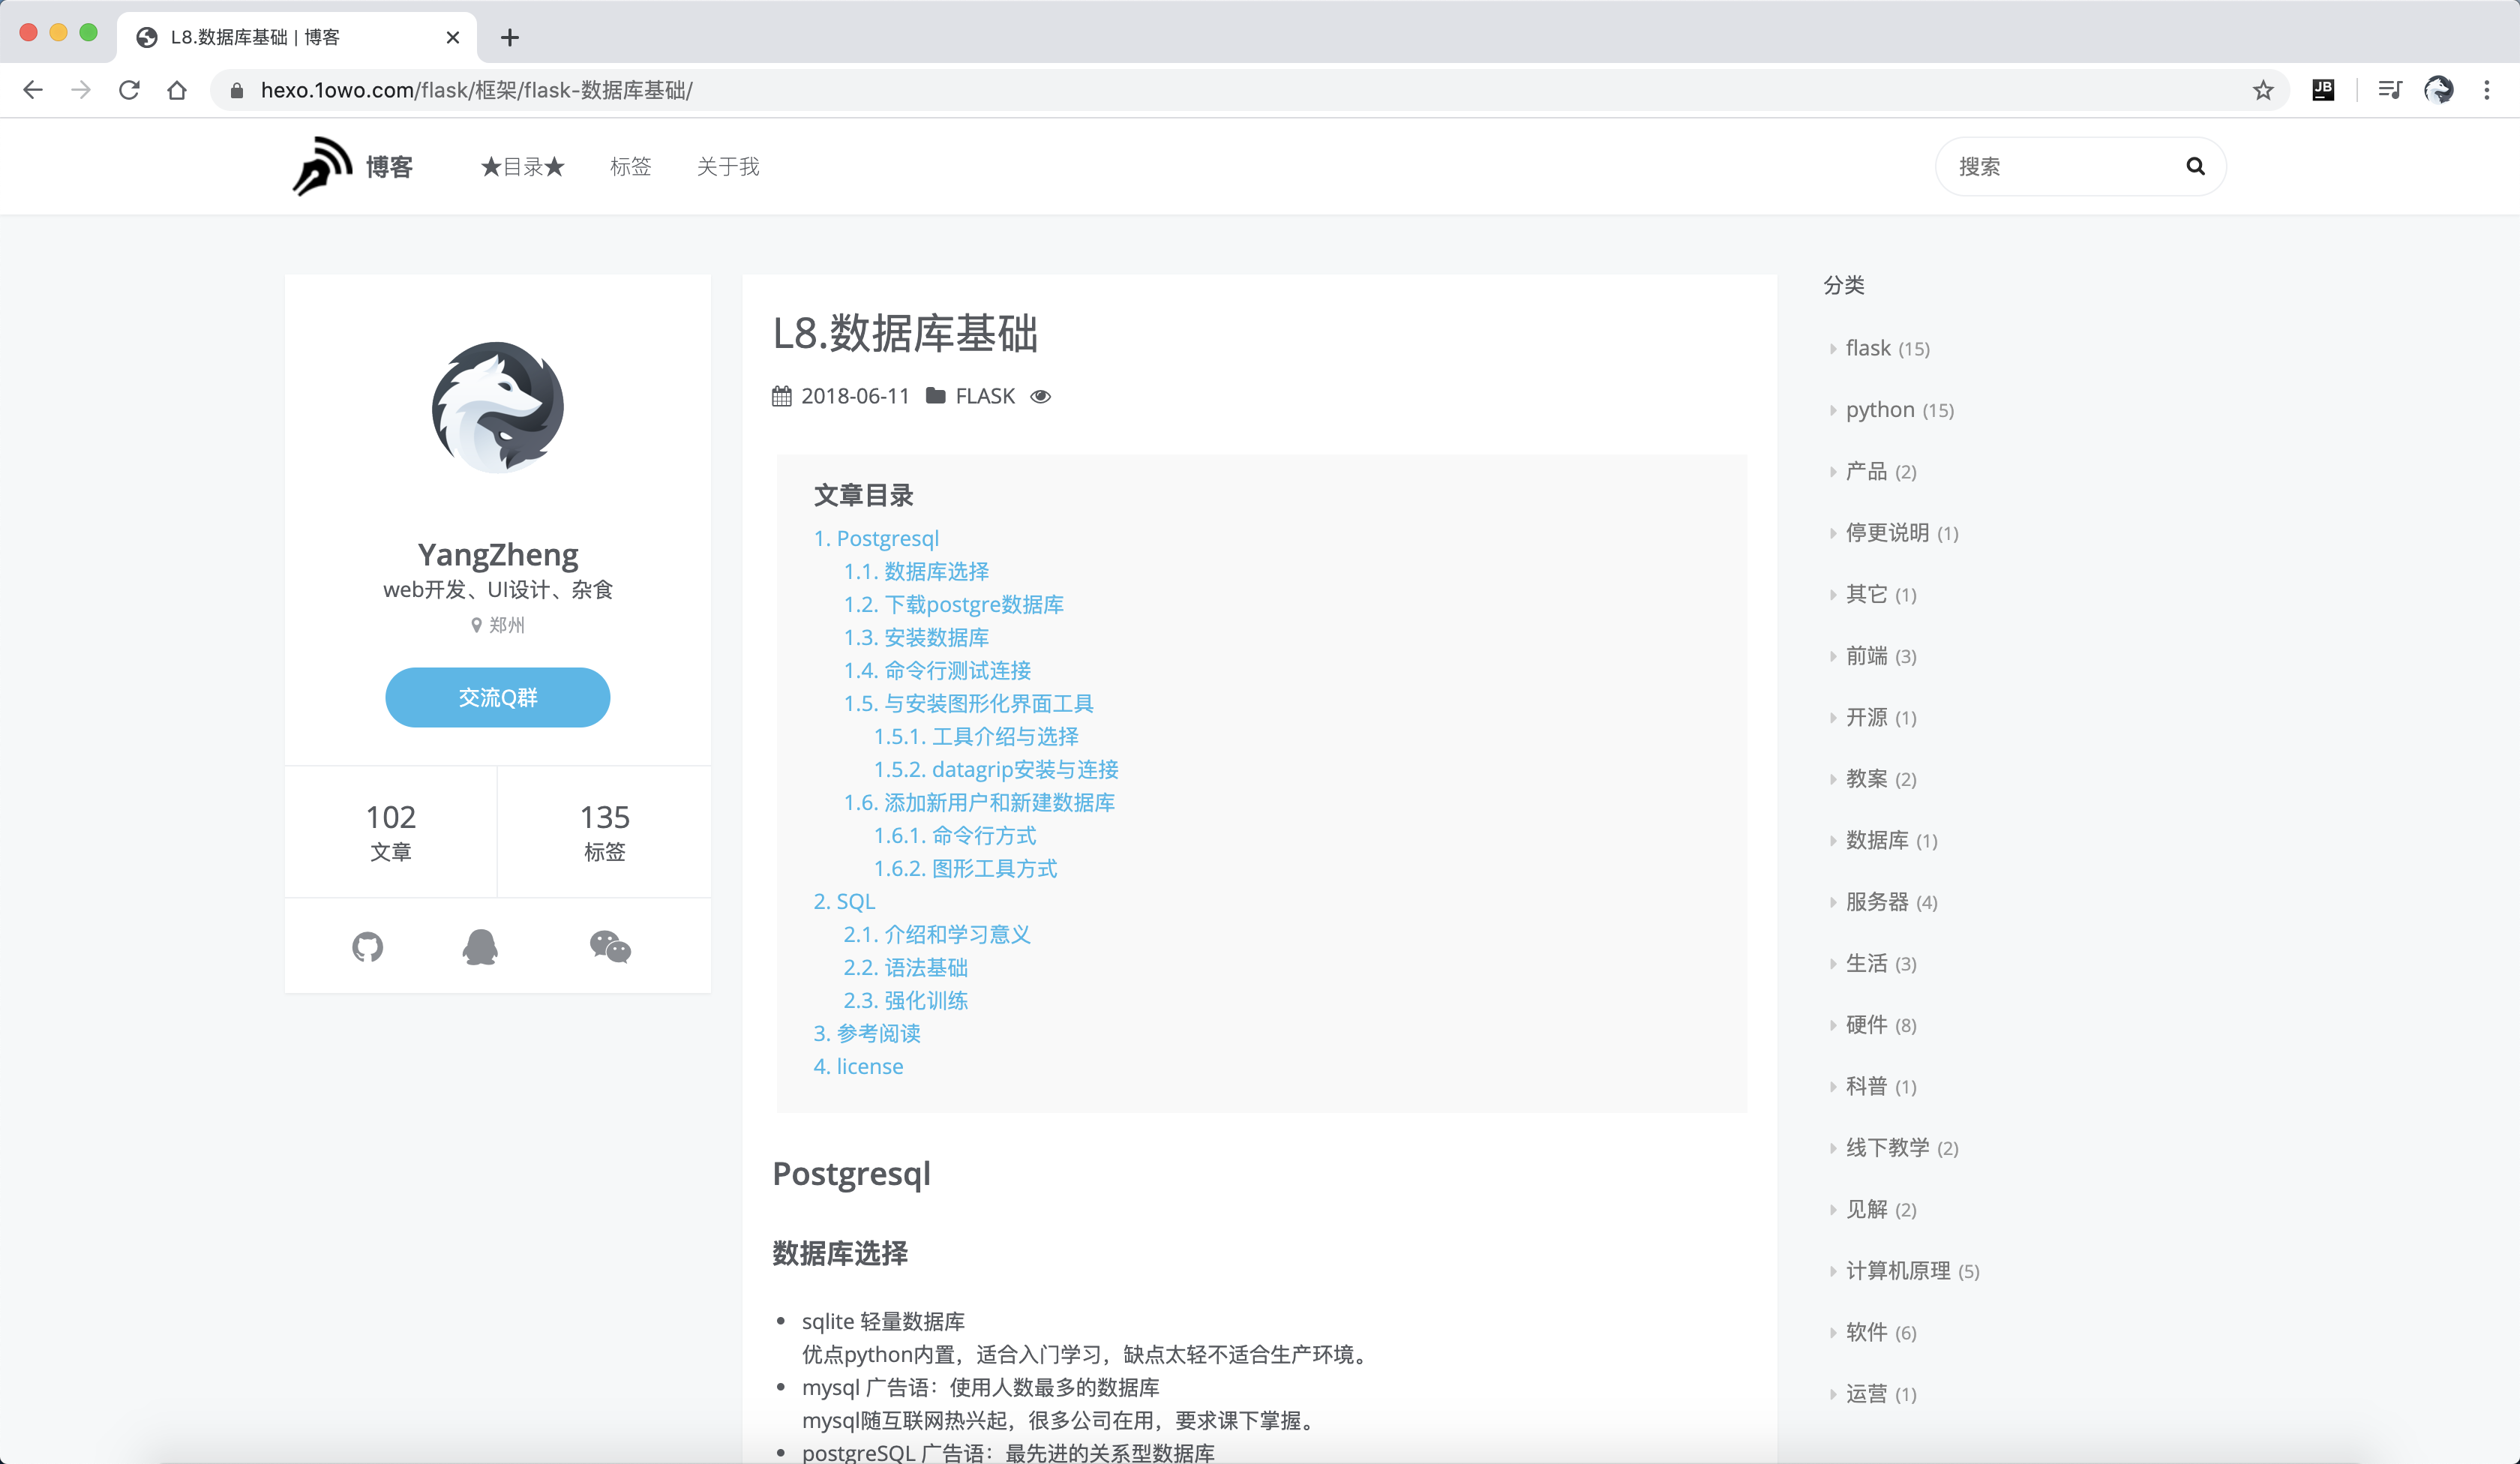 L8.数据库基础 | 博客
hexo.1owo.com/flask/框架/flask-数据库基础/
JB
博客
★目录★
标签
关于我
搜索
YangZheng
web开发、UI设计、杂食
郑州
交流Q群
102
文章
135
标签
L8.数据库基础
2018-06-11 FLASK
文章目录
1. Postgresql
1.1. 数据库选择
1.2. 下载postgre数据库
1.3. 安装数据库
1.4. 命令行测试连接
1.5. 与安装图形化界面工具
1.5.1. 工具介绍与选择
1.5.2. datagrip安装与连接
1.6. 添加新用户和新建数据库
1.6.1. 命令行方式
1.6.2. 图形工具方式
2. SQL
2.1. 介绍和学习意义
2.2. 语法基础
2.3. 强化训练
3. 参考阅读
4. license
Postgresql
数据库选择
sqlite 轻量数据库
优点python内置，适合入门学习，缺点太轻不适合生产环境。
mysql 广告语：使用人数最多的数据库
mysql随互联网热兴起，很多公司在用，要求课下掌握。
postgreSQL 广告语：最先进的关系型数据库
分类
flask (15)
python (15)
产品 (2)
停更说明 (1)
其它 (1)
前端 (3)
开源 (1)
教案 (2)
数据库 (1)
服务器 (4)
生活 (3)
硬件 (8)
科普 (1)
线下教学 (2)
见解 (2)
计算机原理 (5)
软件 (6)
运营 (1)